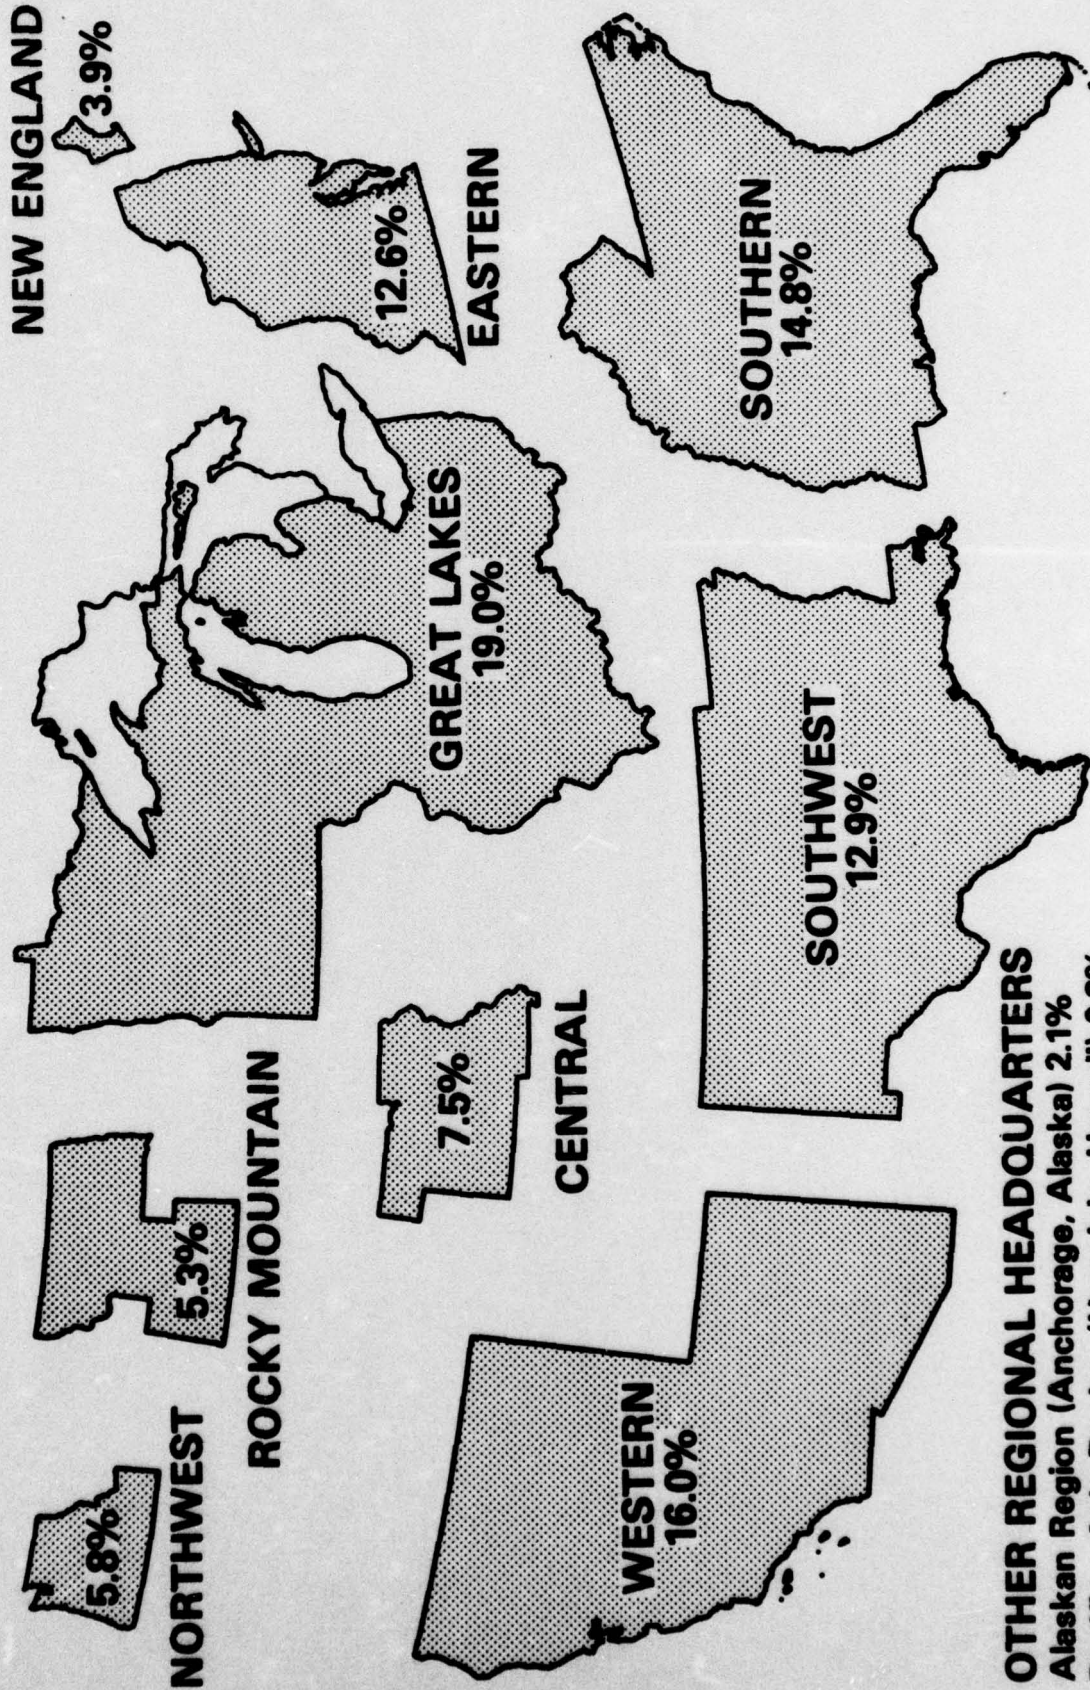 NEW ENGLAND
3.9%
NORTHWEST
5.8%
ROCKY MOUNTAIN
5.3%
GREAT LAKES
19.0%
EASTERN
12.6%
CENTRAL
7.5%
WESTERN
16.0%
SOUTHWEST
12.9%
SOUTHERN
14.8%
OTHER REGIONAL HEADQUARTERS
Alaskan Region (Anchorage, Alaska) 2.1%